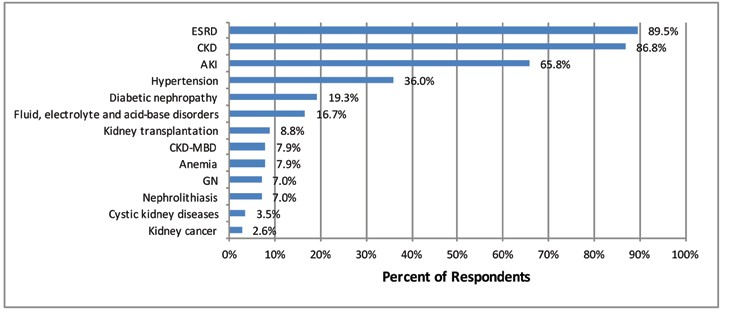 ESRD 89.5%
CKD 86.8%
AKI 65.8%
Hypertension 36.0%
Diabetic nephropathy 19.3%
Fluid, electrolyte and acid-base disorders 16.7%
Kidney transplantation 8.8%
CKD-MBD 7.9%
Anemia 7.9%
GN 7.0%
Nephrolithiasis 7.0%
Cystic kidney diseases 3.5%
Kidney cancer 2.6%
0% 10% 20% 30% 40% 50% 60% 70% 80% 90% 100%
Percent of Respondents